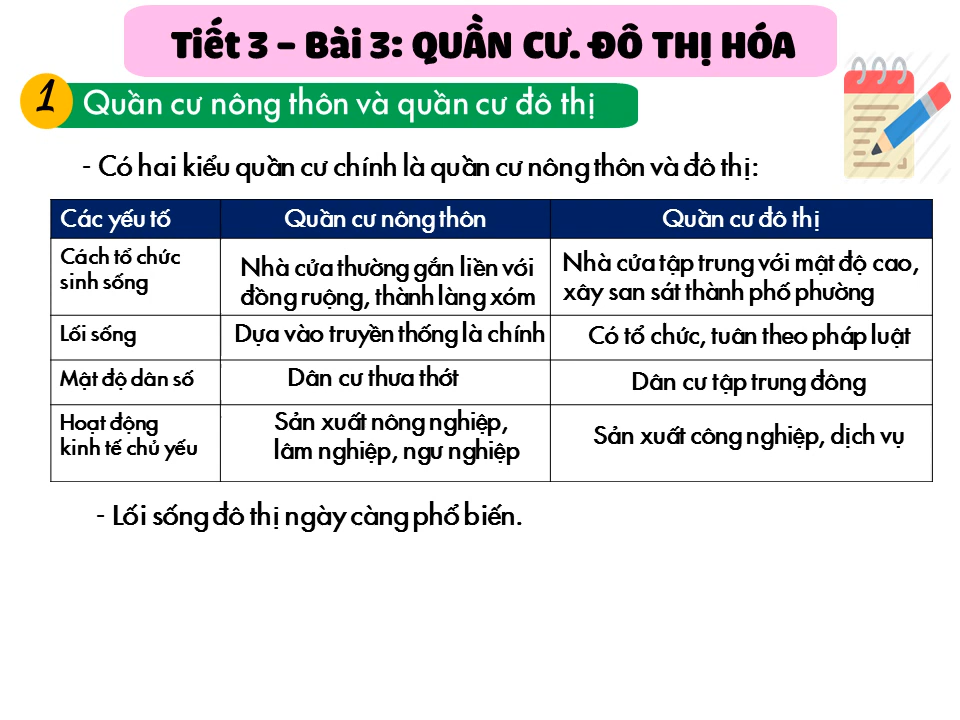 Tiết 3 – Bài 3: QUẦN CƯ. ĐÔ THỊ HÓA
1 Quần cư nông thôn và quần cư đô thị
- Có hai kiểu quần cư chính là quần cư nông thôn và đô thị:
Các yếu tố Quần cư nông thôn Quần cư đô thị
Cách tổ chức
sinh sống
Nhà cửa thường gắn liền với
đồng ruộng, thành làng xóm
Nhà cửa tập trung với mật độ cao,
xây san sát thành phố phường
Lối sống Dựa vào truyền thống là chính Có tổ chức, tuân theo pháp luật
Mật độ dân số Dân cư thưa thớt Dân cư tập trung đông
Hoạt động
kinh tế chủ yếu
Sản xuất nông nghiệp,
lâm nghiệp, ngư nghiệp
Sản xuất công nghiệp, dịch vụ
- Lối sống đô thị ngày càng phổ biến.